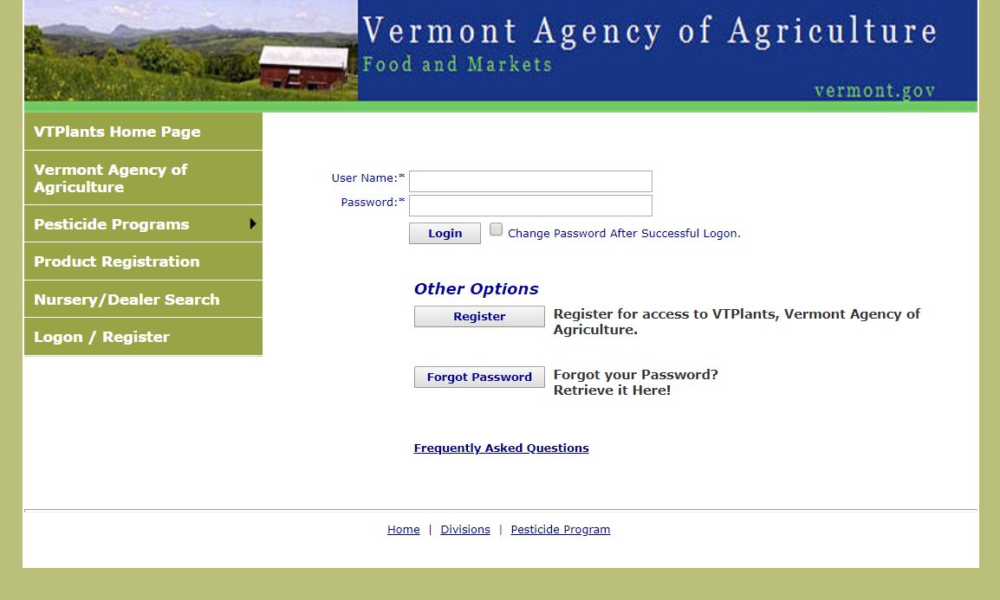 Vermont Agency of Agriculture
Food and Markets
vermont.gov
VTPlants Home Page
Vermont Agency of
Agriculture
Pesticide Programs
Product Registration
Nursery/Dealer Search
Logon / Register
User Name:*
Password:*
Login
Change Password After Successful Logon.
Other Options
Register
Register for access to VTPlants, Vermont Agency of
Agriculture.
Forgot Password
Forgot your Password?
Retrieve it Here!
Frequently Asked Questions
Home | Divisions | Pesticide Program